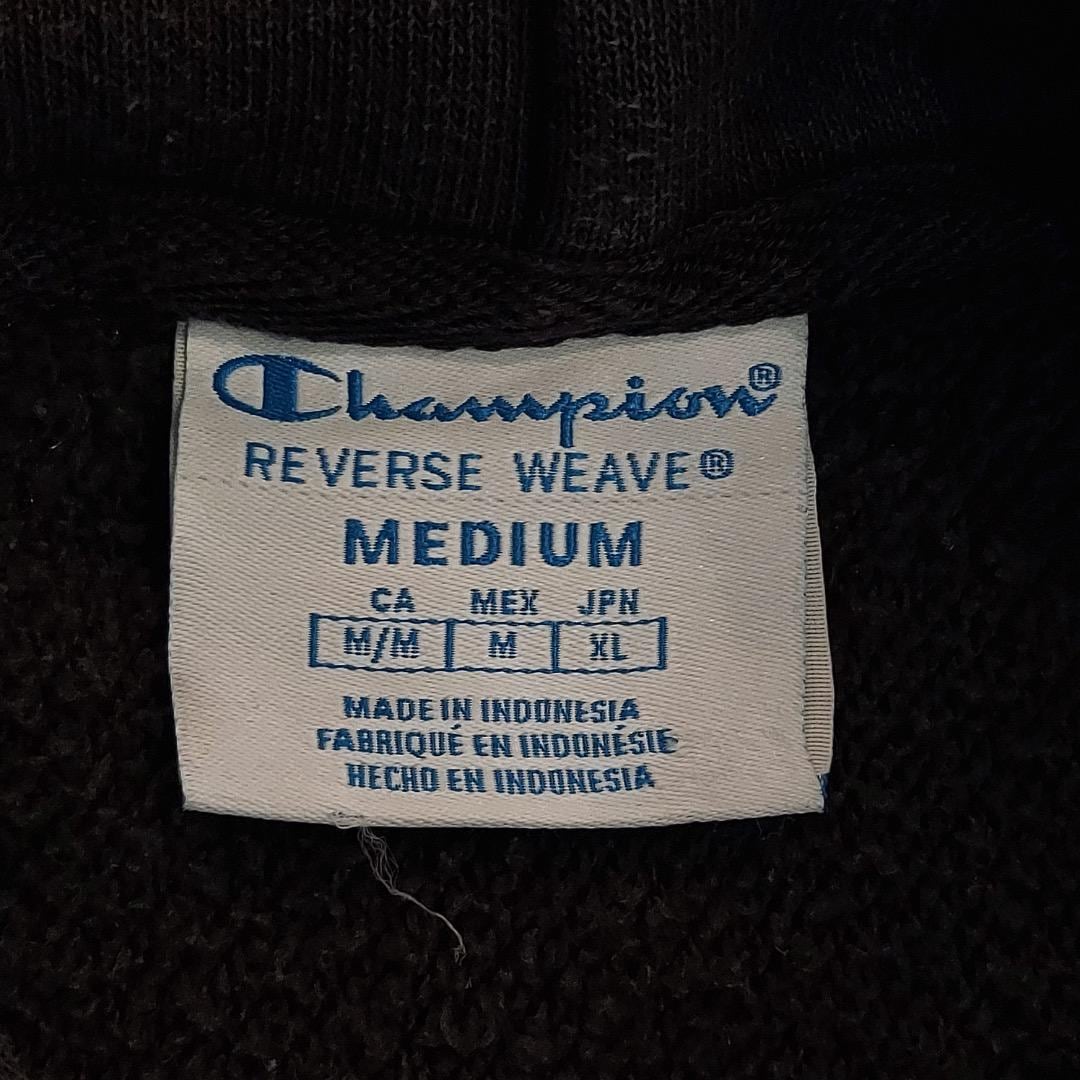 Champion®
REVERSE WEAVE®
MEDIUM
CA MEX JPN
M/M M XL
MADE IN INDONESIA
FABRIQUÉ EN INDONÉSIE
HECHO EN INDONESIA